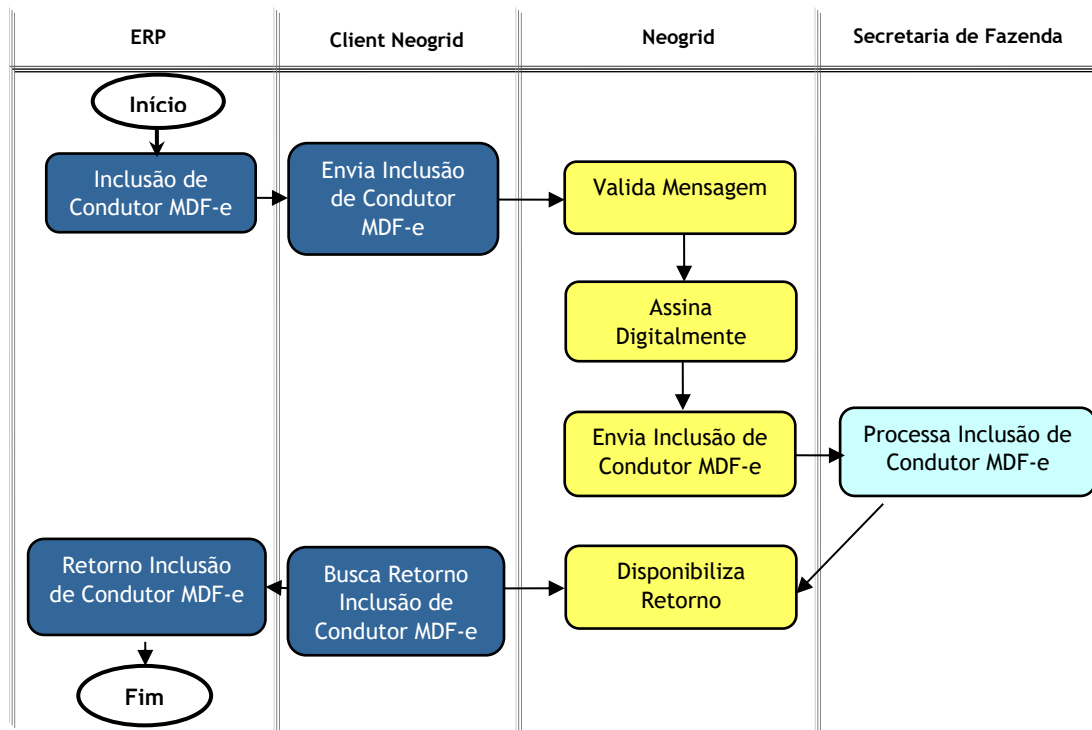 ERP
Client Neogrid
Neogrid
Secretaria de Fazenda
Início
Inclusão de
Condutor MDF-e
Envia Inclusão
de Condutor
MDF-e
Valida Mensagem
Assina
Digitalmente
Envia Inclusão de
Condutor MDF-e
Processa Inclusão de
Condutor MDF-e
Retorno Inclusão
de Condutor MDF-e
Busca Retorno
Inclusão de
Condutor MDF-e
Disponibiliza
Retorno
Fim